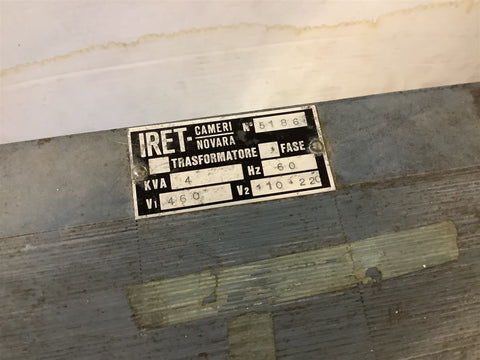 IRET- CAMERI NOVARA N° 5186
TRASFORMATORE FASE
KVA 4 Hz 60
V1 460 V2 110-220